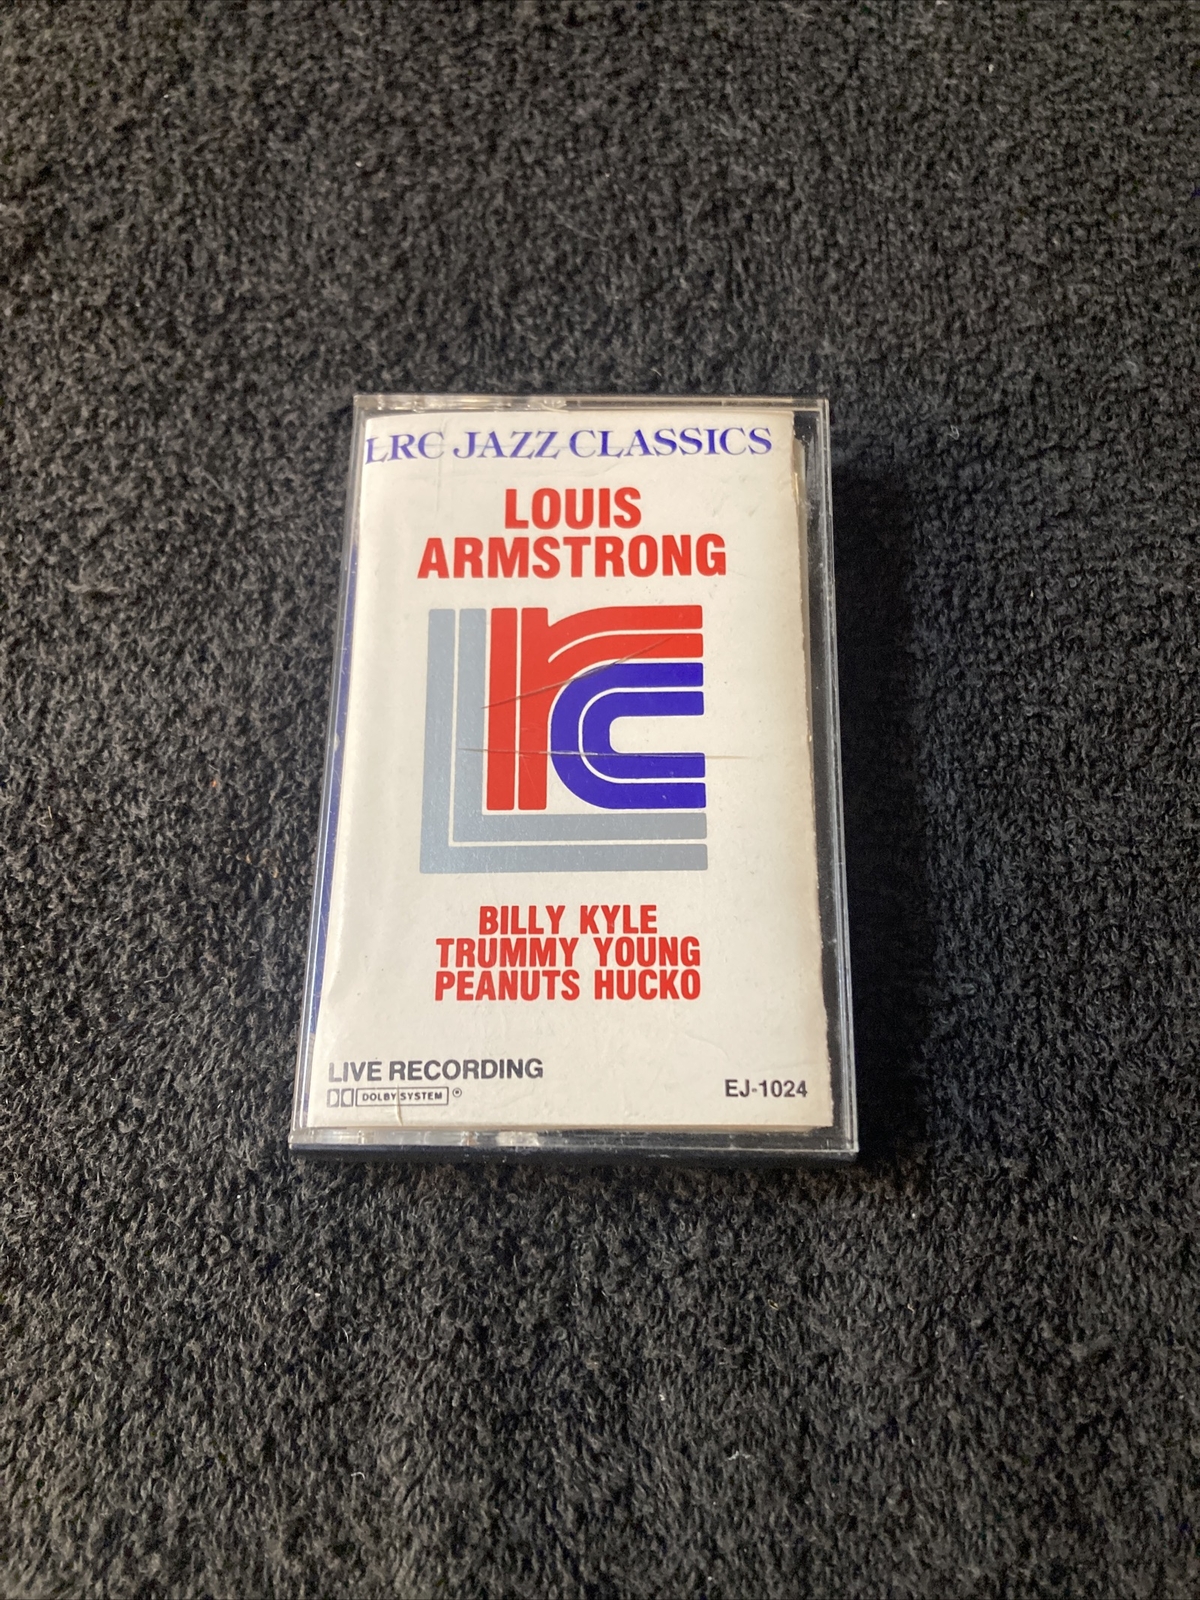 LRC JAZZ CLASSICS
LOUIS
ARMSTRONG
lrc
BILLY KYLE
TRUMMY YOUNG
PEANUTS HUCKO
LIVE RECORDING
DOLBY SYSTEM ®
EJ-1024